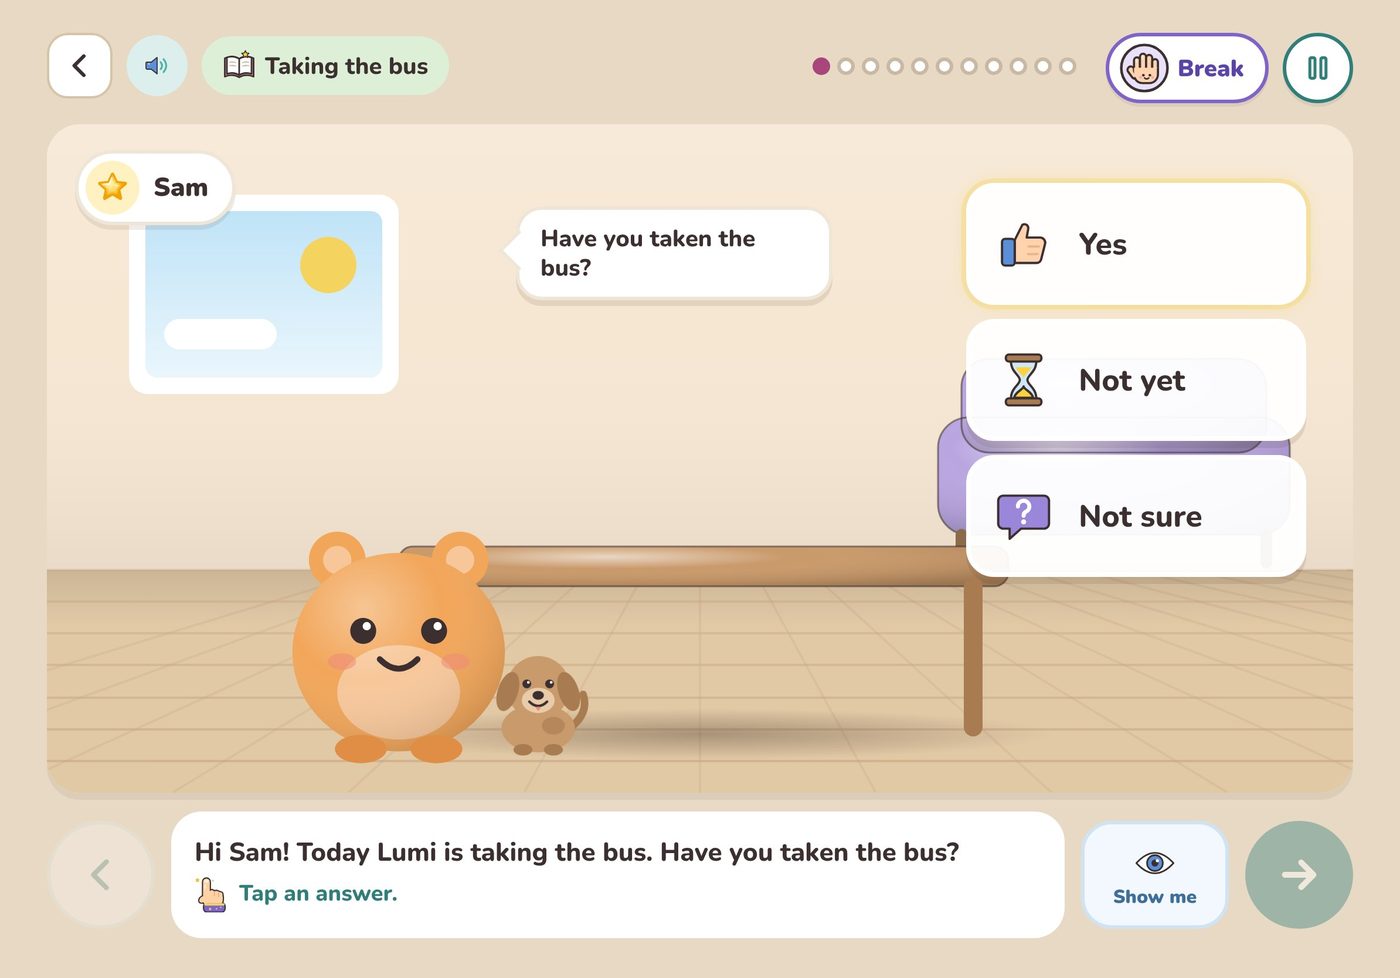 Taking the bus
Break
Sam
Have you taken the
bus?
Yes
Not yet
?
Not sure
Hi Sam! Today Lumi is taking the bus. Have you taken the bus?
Tap an answer.
Show me